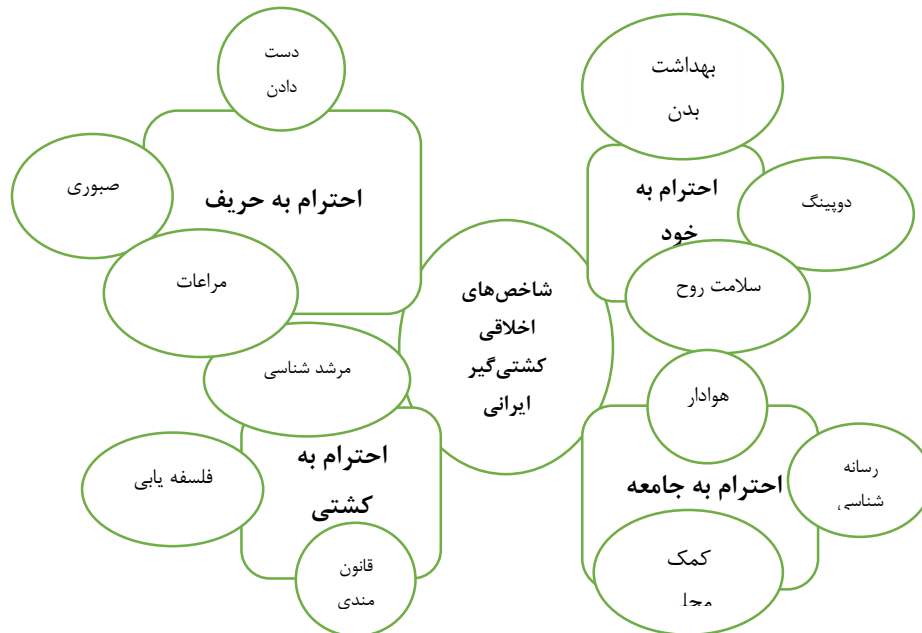 بهداشت
بدن
احترام به
خود
دوپینگ
سلامت روح
دست
دادن
احترام به حریف
صبوری
مراعات
شاخص‌های
اخلاقی
کشتی‌گیر
ایرانی
هوادار
احترام به جامعه
رسانه
شناسی
کمک
مرشد شناسی
احترام به
کشتی
فلسفه یابی
قانون
مندی